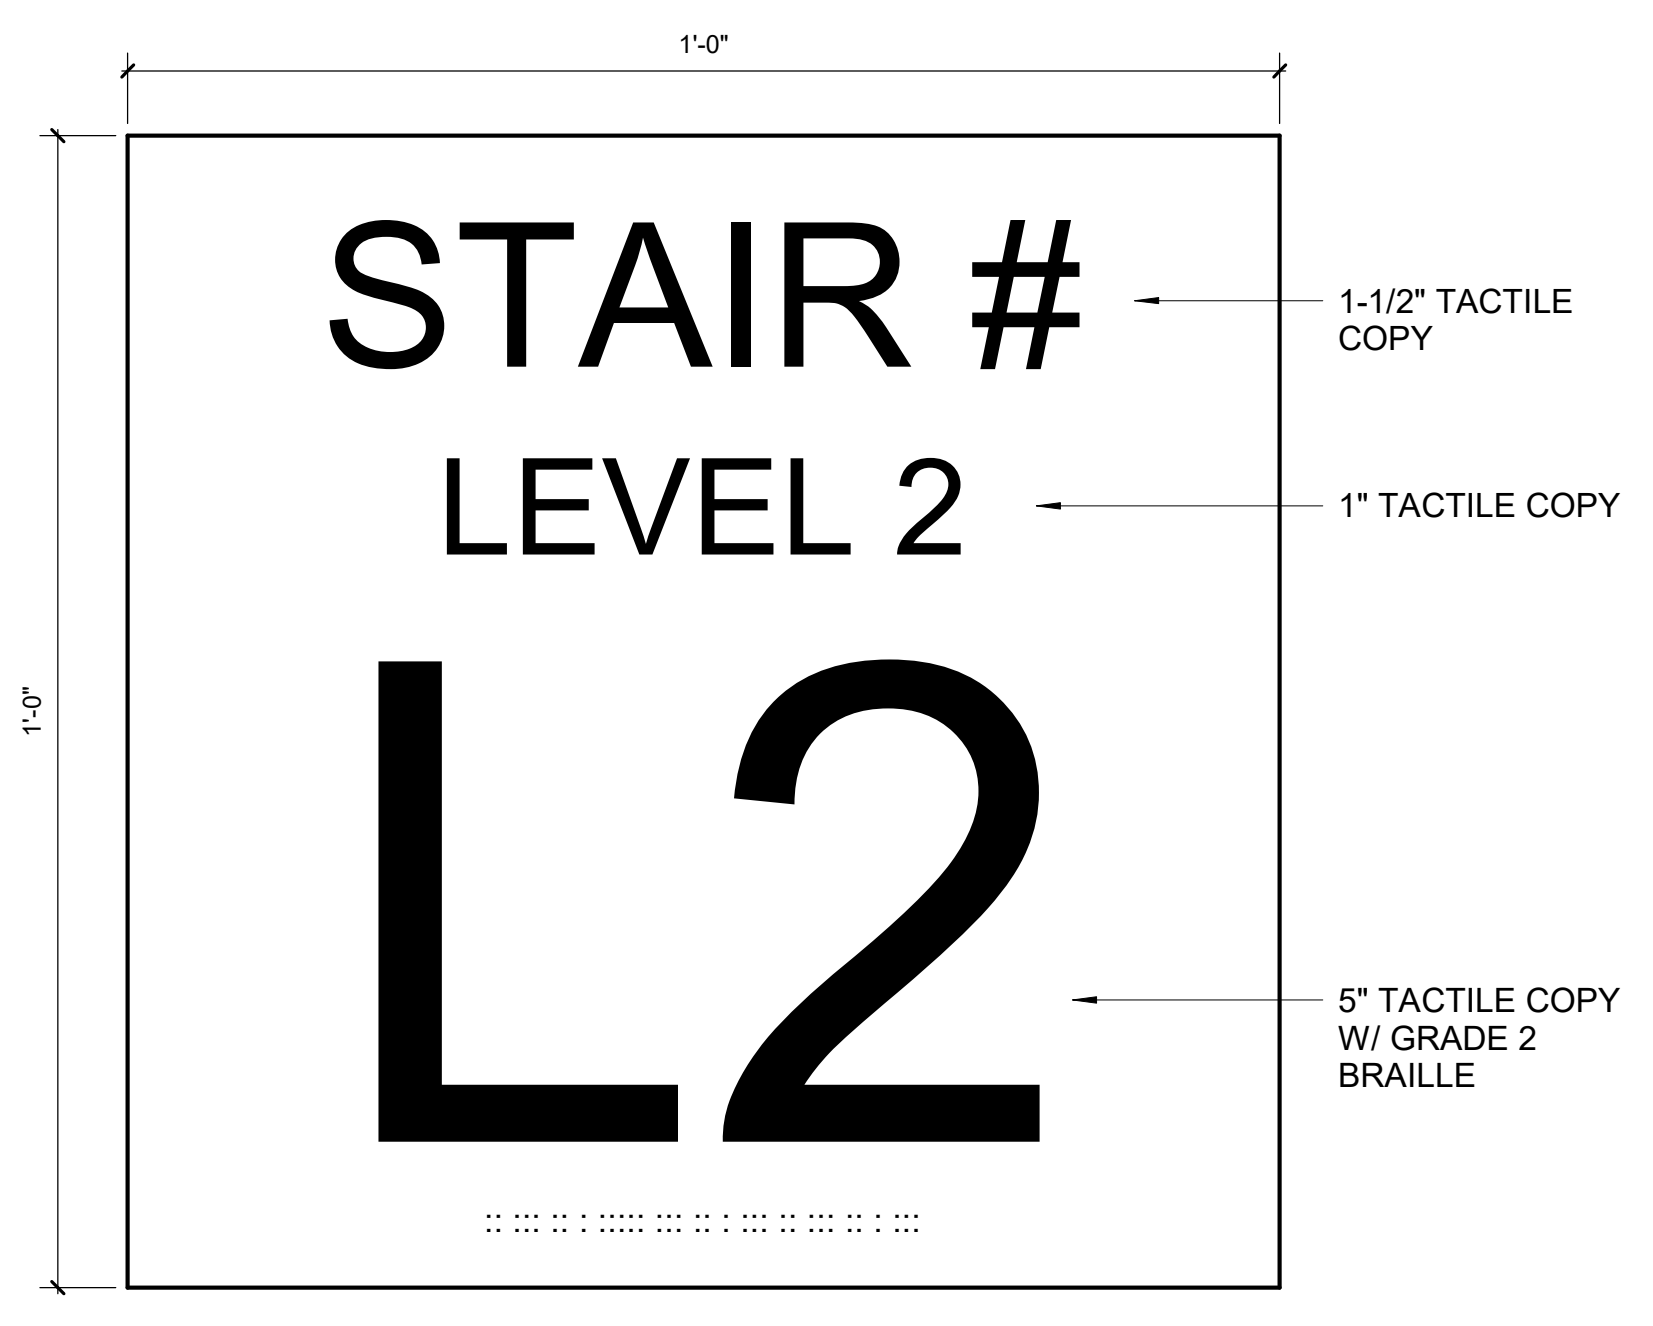 1'-0"
STAIR #
1-1/2" TACTILE
COPY
LEVEL 2
1" TACTILE COPY
1'-0"
L2
5" TACTILE COPY
W/ GRADE 2
BRAILLE